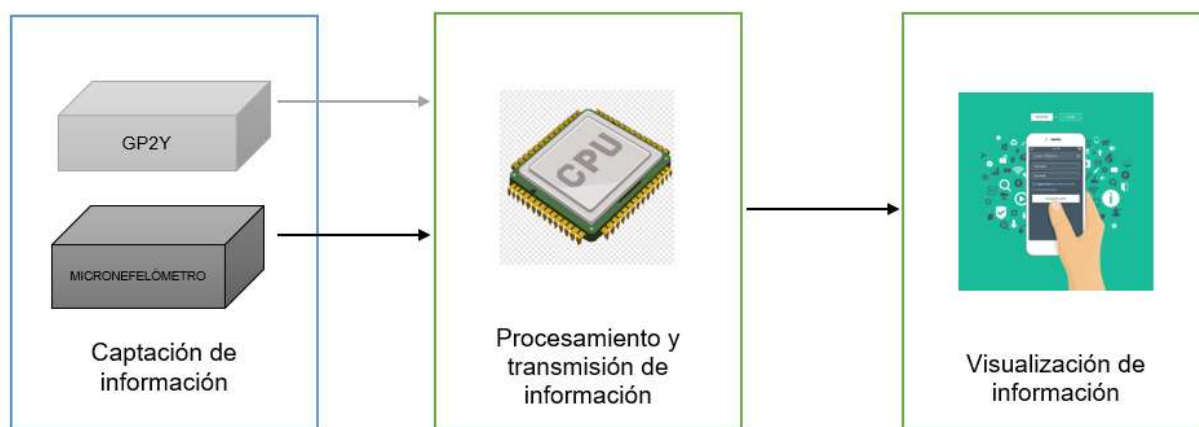 GP2Y
MICRONEFELÓMETRO
Captación de
información
CPU
Procesamiento y
transmisión de
información
Visualización de
información